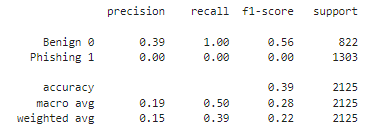 precision recall f1-score support
Benign 0 0.39 1.00 0.56 822
Phishing 1 0.00 0.00 0.00 1303
accuracy 0.39 2125
macro avg 0.19 0.50 0.28 2125
weighted avg 0.15 0.39 0.22 2125